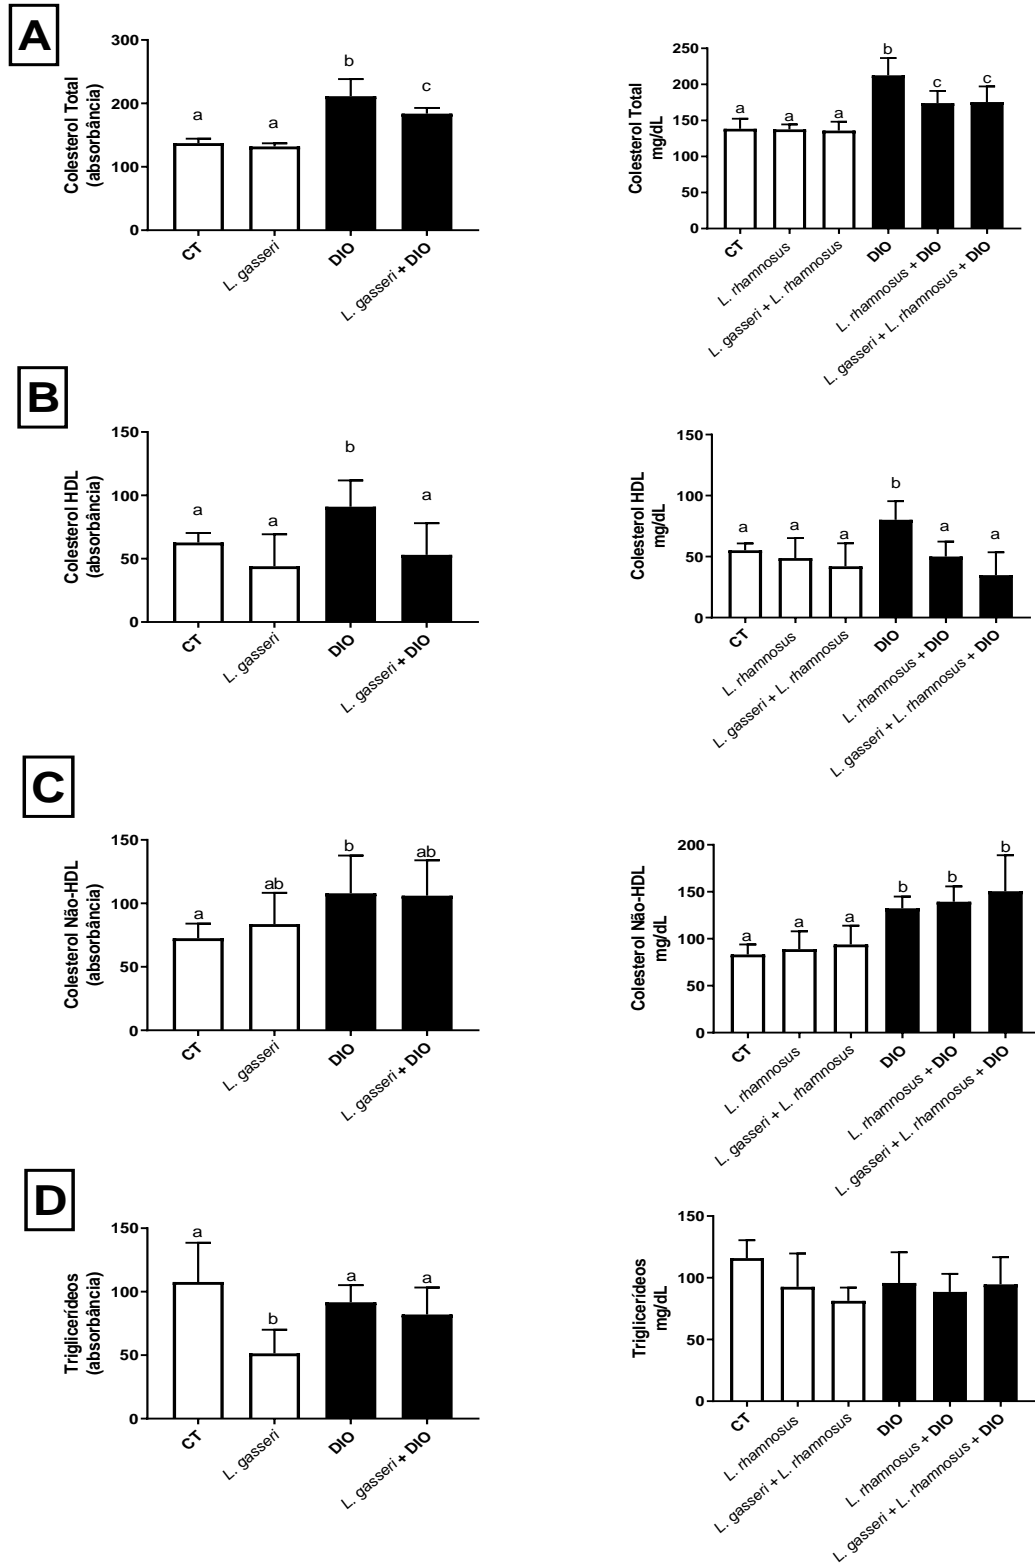 A
Colesterol Total
(absorbância)
300
200
100
0
a
a
b
c
CT
L. gasseri
DIO
L. gasseri + DIO
Colesterol Total
mg/dL
250
200
150
100
50
0
a
a
a
b
c
c
CT
L. rhamnosus
L. gasseri + L. rhamnosus
DIO
L. rhamnosus + DIO
L. gasseri + L. rhamnosus + DIO
B
Colesterol HDL
(absorbância)
150
100
50
0
a
a
b
a
CT
L. gasseri
DIO
L. gasseri + DIO
Colesterol HDL
mg/dL
150
100
50
0
a
a
a
b
a
a
CT
L. rhamnosus
L. gasseri + L. rhamnosus
DIO
L. rhamnosus + DIO
L. gasseri + L. rhamnosus + DIO
C
Colesterol Não-HDL
(absorbância)
150
100
50
0
a
ab
b
ab
CT
L. gasseri
DIO
L. gasseri + DIO
Colesterol Não-HDL
mg/dL
200
150
100
50
0
a
a
a
b
b
b
CT
L. rhamnosus
L. gasseri + L. rhamnosus
DIO
L. rhamnosus + DIO
L. gasseri + L. rhamnosus + DIO
D
Triglicerídeos
(absorbância)
150
100
50
0
a
b
a
a
CT
L. gasseri
DIO
L. gasseri + DIO
Triglicerídeos
mg/dL
150
100
50
0
CT
L. rhamnosus
L. gasseri + L. rhamnosus
DIO
L. rhamnosus + DIO
L. gasseri + L. rhamnosus + DIO